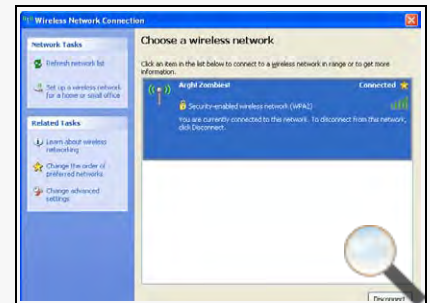 Wireless Network Connection
Network Tasks
Refresh network list
Set up a wireless network
for a home or small office
Related Tasks
Learn about wireless
networking
Change the order of
preferred networks
Change advanced
settings
Choose a wireless network
Click an item in the list below to connect to a wireless network in range or to get more
information.
Argh! Zombies! Connected
Security-enabled wireless network (WPA2)
You are currently connected to this network. To disconnect from this network,
click Disconnect.
Disconnect